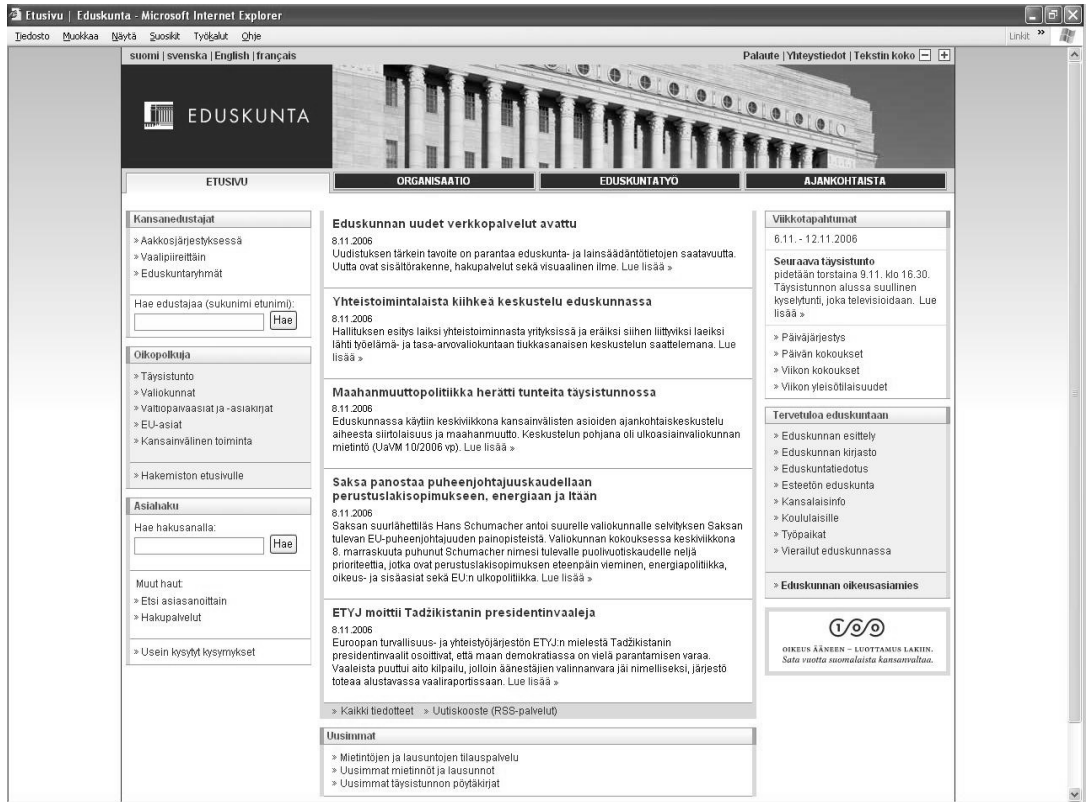 Etusivu | Eduskunta - Microsoft Internet Explorer
Tiedosto Muokkaa Näytä Suosikit Työkalut Ohje
Linkit »
suomi | svenska | English | français
Palaute | Yhteystiedot | Tekstin koko − +
EDUSKUNTA
ETUSIVU
ORGANISAATIO
EDUSKUNTATYÖ
AJANKOHTAISTA
Kansanedustajat
» Aakkosjärjestyksessä
» Vaalipiireittäin
» Eduskuntaryhmät
Hae edustajaa (sukunimi etunimi):
Hae
Oikopolkuja
» Täysistunto
» Valiokunnat
» Valtiopäiväasiat ja -asiakirjat
» EU-asiat
» Kansainvälinen toiminta
» Hakemiston etusivulle
Asiahaku
Hae hakusanalla:
Hae
Muut haut:
» Etsi asiasanoittain
» Hakupalvelut
» Usein kysytyt kysymykset
Eduskunnan uudet verkkopalvelut avattu
8.11.2006
Uudistuksen tärkein tavoite on parantaa eduskunta- ja lainsäädäntötietojen saatavuutta.
Uutta ovat sisältörakenne, hakupalvelut sekä visuaalinen ilme. Lue lisää »
Yhteistoimintalaista kiihkeä keskustelu eduskunnassa
8.11.2006
Hallituksen esitys laiksi yhteistoiminnasta yrityksissä ja eräiksi siihen liittyviksi laeiksi
lähti työelämä- ja tasa-arvovaliokuntaan tiukkasanaisen keskustelun saattelemana. Lue
lisää »
Maahanmuuttopolitiikka herätti tunteita täysistunnossa
8.11.2006
Eduskunnassa käytiin keskiviikkona kansainvälisten asioiden ajankohtaiskeskustelu
aiheesta siirtolaisuus ja maahanmuutto. Keskustelun pohjana oli ulkoasiainvaliokunnan
mietintö (UaVM 10/2006 vp). Lue lisää »
Saksa panostaa puheenjohtajuuskaudellaan
perustuslakisopimukseen, energiaan ja Itään
8.11.2006
Saksan suurlähettiläs Hans Schumacher antoi suurelle valiokunnalle selvityksen Saksan
tulevan EU-puheenjohtajuuden painopisteistä. Valiokunnan kokouksessa keskiviikkona
8. marraskuuta puhunut Schumacher nimesi tulevalle puolivuotiskaudelle neljä
prioriteettia, jotka ovat perustuslakisopimuksen eteenpäin vieminen, energiapolitiikka,
oikeus- ja sisäasiat sekä EU:n ulkopolitiikka. Lue lisää »
ETYJ moittii Tadžikistanin presidentinvaaleja
8.11.2006
Euroopan turvallisuus- ja yhteistyöjärjestön ETYJ:n mielestä Tadžikistanin
presidentinvaalit osoittivat, että maan demokratiassa on vielä parantamisen varaa.
Vaaleista puuttui aito kilpailu, jolloin äänestäjien valinnanvara jäi nimelliseksi, järjestö
toteaa alustavassa vaaliraportissaan. Lue lisää »
» Kaikki tiedotteet » Uutiskooste (RSS-palvelut)
Uusimmat
» Mietintöjen ja lausuntojen tilauspalvelu
» Uusimmat mietinnöt ja lausunnot
» Uusimmat täysistunnon pöytäkirjat
Viikkotapahtumat
6.11. - 12.11.2006
Seuraava täysistunto
pidetään torstaina 9.11. klo 16.30.
Täysistunnon alussa suullinen
kyselytunti, joka televisioidaan. Lue
lisää »
» Päiväjärjestys
» Päivän kokoukset
» Viikon kokoukset
» Viikon yleisötilaisuudet
Tervetuloa eduskuntaan
» Eduskunnan esittely
» Eduskunnan kirjasto
» Eduskuntatiedotus
» Esteetön eduskunta
» Kansalaisinfo
» Koululaisille
» Työpaikat
» Vierailut eduskunnassa
» Eduskunnan oikeusasiamies
100
OIKEUS ÄÄNEEN – LUOTTAMUS LAKIIN.
Sata vuotta suomalaista kansanvaltaa.